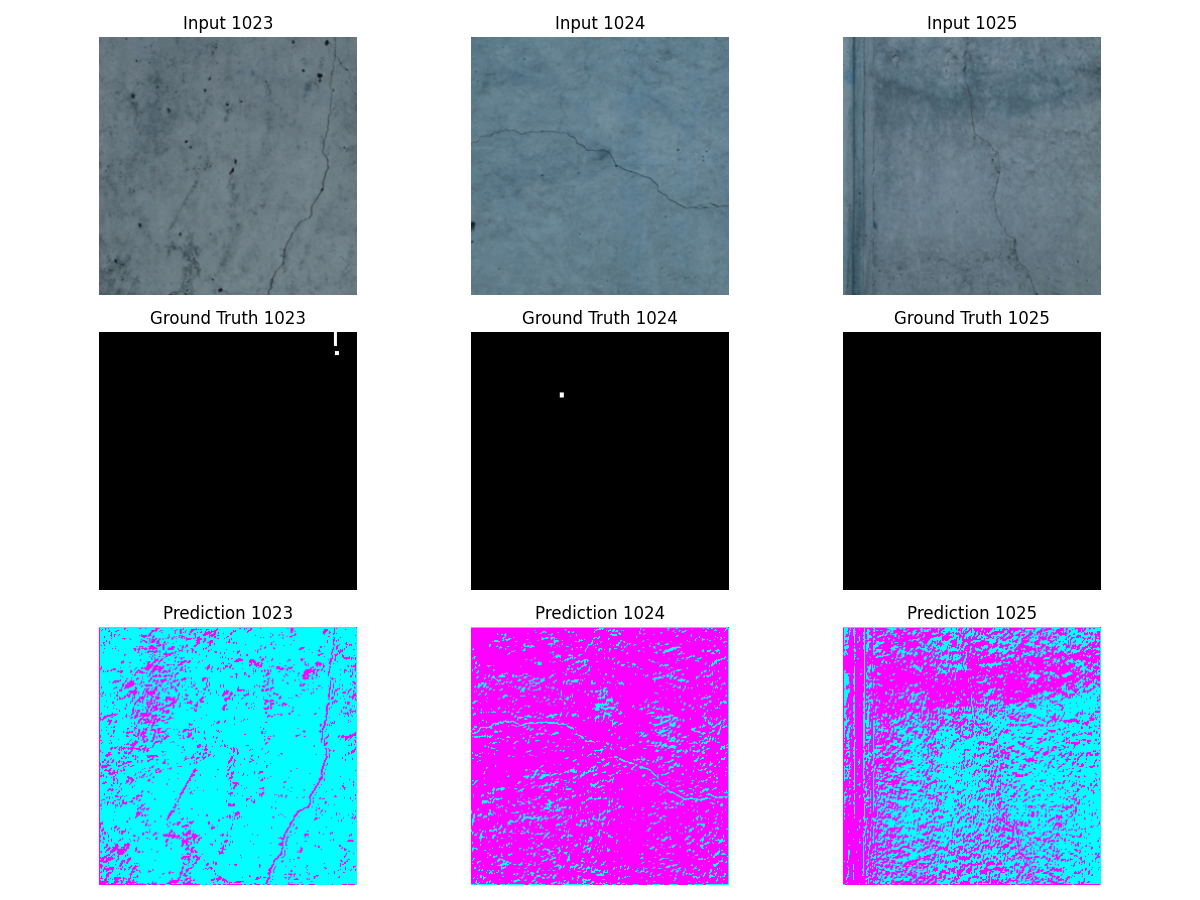 Input 1023
Input 1024
Input 1025
Ground Truth 1023
Ground Truth 1024
Ground Truth 1025
Prediction 1023
Prediction 1024
Prediction 1025